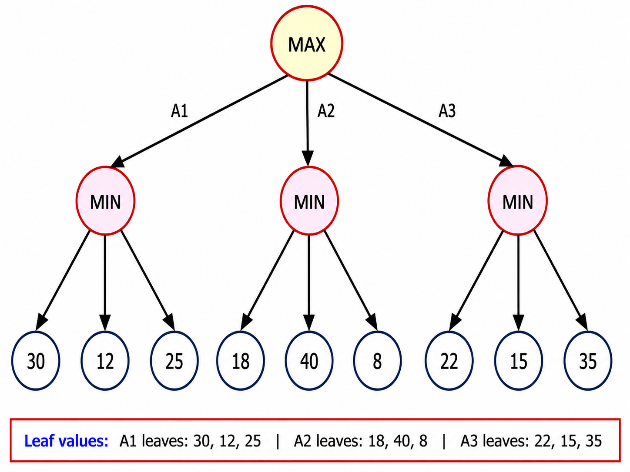 MAX
A1 A2 A3
MIN MIN MIN
30 12 25 18 40 8 22 15 35
Leaf values: A1 leaves: 30, 12, 25 | A2 leaves: 18, 40, 8 | A3 leaves: 22, 15, 35